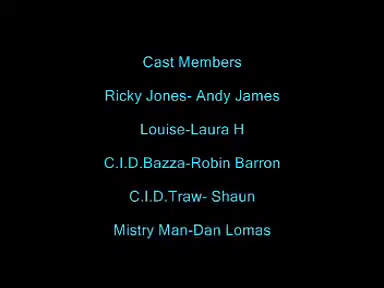 Cast Members
Ricky Jones- Andy James
Louise-Laura H
C.I.D.Bazza-Robin Barron
C.I.D.Traw- Shaun
Mistry Man-Dan Lomas